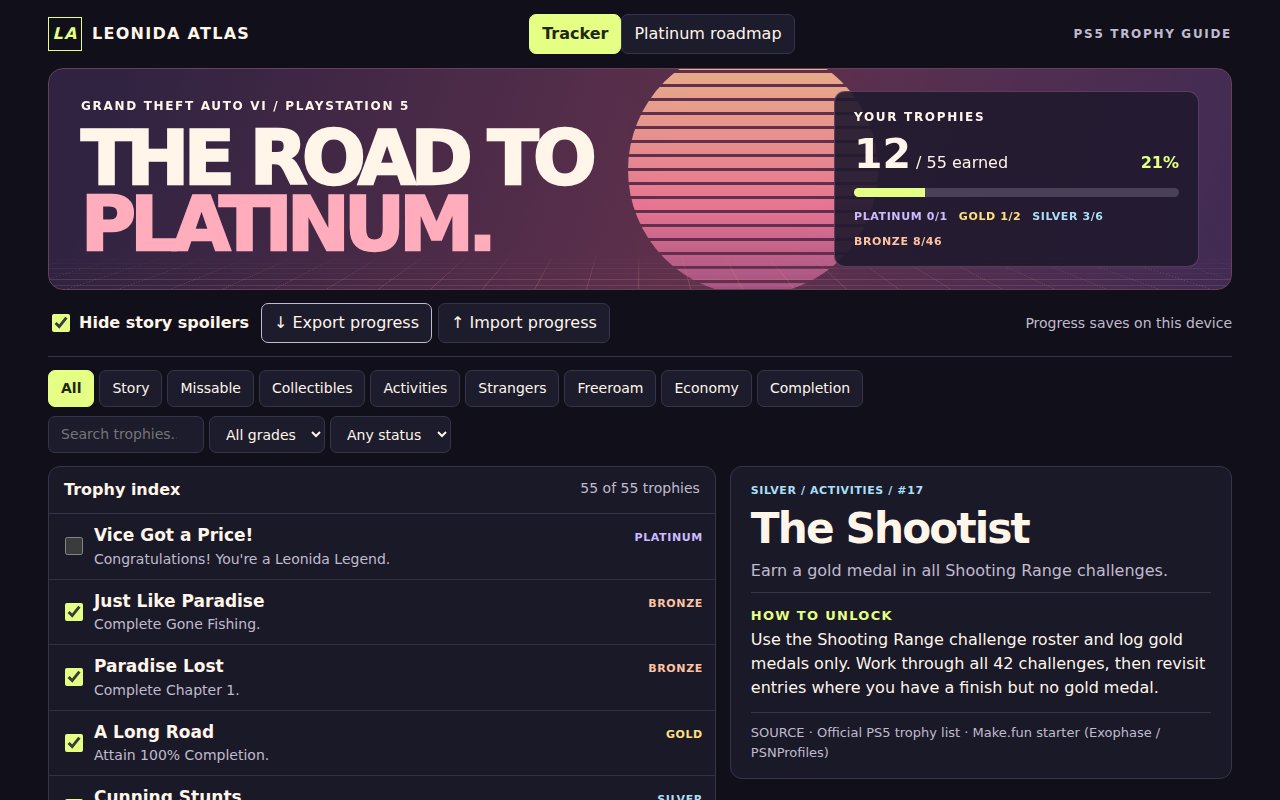 LA LEONIDA ATLAS
Tracker
Platinum roadmap
PS5 TROPHY GUIDE
GRAND THEFT AUTO VI / PLAYSTATION 5
THE ROAD TO
PLATINUM.
YOUR TROPHIES
12 / 55 earned
21%
PLATINUM 0/1 GOLD 1/2 SILVER 3/6
BRONZE 8/46
Hide story spoilers
↓ Export progress
↑ Import progress
Progress saves on this device
All
Story
Missable
Collectibles
Activities
Strangers
Freeroam
Economy
Completion
Search trophies.
All grades
Any status
Trophy index
55 of 55 trophies
Vice Got a Price!
PLATINUM
Congratulations! You're a Leonida Legend.
Just Like Paradise
BRONZE
Complete Gone Fishing.
Paradise Lost
BRONZE
Complete Chapter 1.
A Long Road
GOLD
Attain 100% Completion.
Cunning Stunts
SILVER
SILVER / ACTIVITIES / #17
The Shootist
Earn a gold medal in all Shooting Range challenges.
HOW TO UNLOCK
Use the Shooting Range challenge roster and log gold
medals only. Work through all 42 challenges, then revisit
entries where you have a finish but no gold medal.
SOURCE · Official PS5 trophy list · Make.fun starter (Exophase /
PSNProfiles)